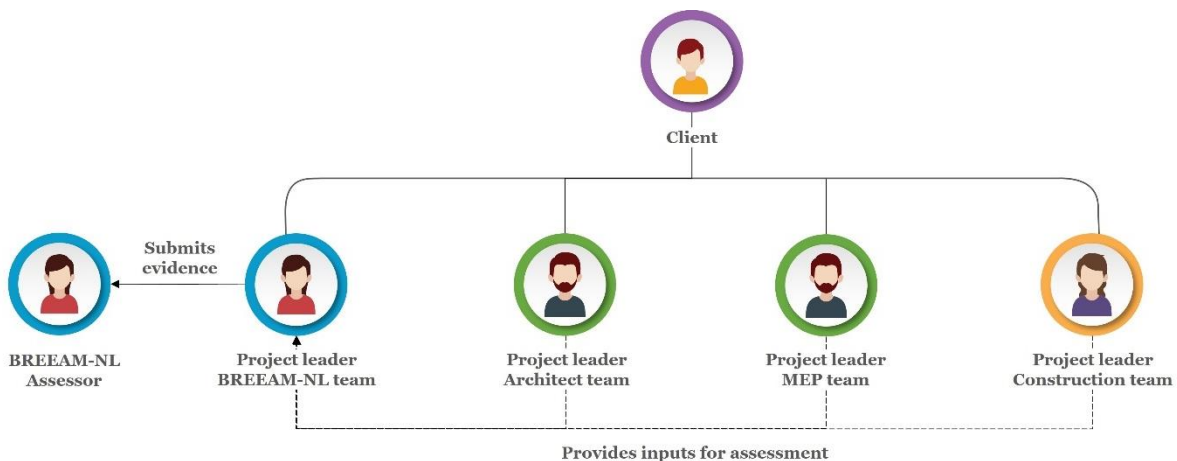 Client
Submits
evidence
BREEAM-NL
Assessor
Project leader
BREEAM-NL team
Project leader
Architect team
Project leader
MEP team
Project leader
Construction team
Provides inputs for assessment